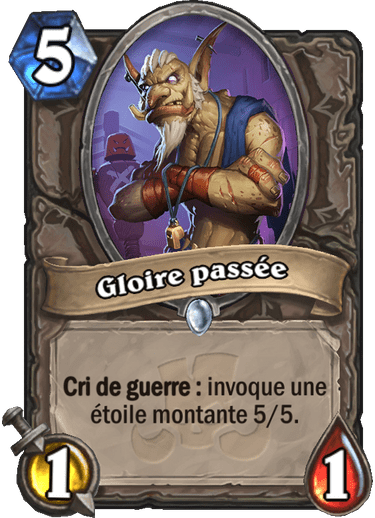 5
Gloire passée
Cri de guerre : invoque une
étoile montante 5/5.
1
1